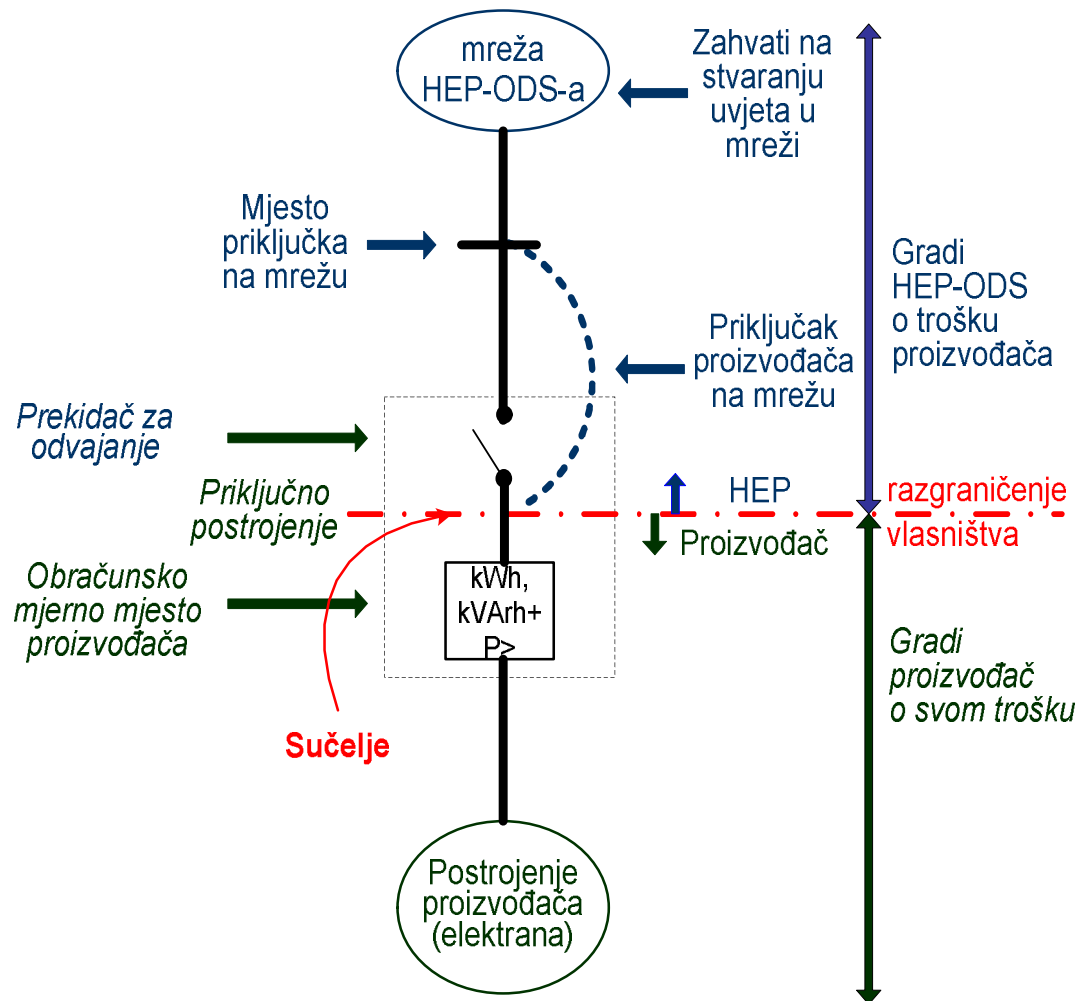 mreža
HEP-ODS-a
Zahvati na
stvaranju
uvjeta u
mreži
Mjesto
priključka
na mrežu
Gradi
HEP-ODS
o trošku
proizvođača
Priključak
proizvođača
na mrežu
Prekidač za
odvajanje
Priključno
postrojenje
HEP
Proizvođač
razgraničenje
vlasništva
Obračunsko
mjerno mjesto
proizvođača
kWh,
kVArh+
P>
Gradi
proizvođač
o svom trošku
Sučelje
Postrojenje
proizvođača
(elektrana)